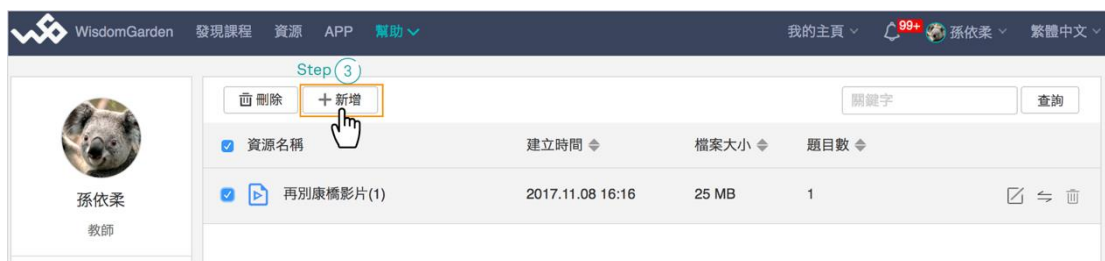 WisdomGarden 發現課程 資源 APP 幫助 我的主頁 99+ 孫依柔 繁體中文
Step 3
刪除 +新增 關鍵字 查詢
資源名稱 建立時間 檔案大小 題目數
再別康橋影片(1) 2017.11.08 16:16 25 MB 1
孫依柔
教師